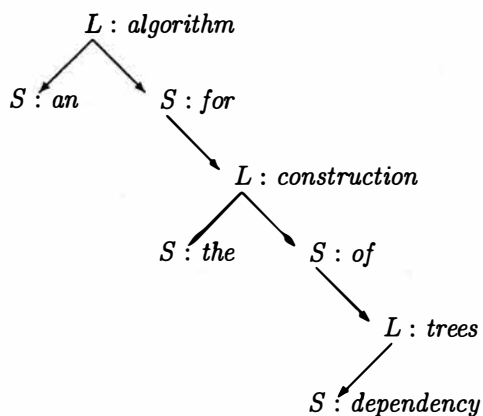 L : algorithm
S : an S : for
L : construction
S : the S : of
L : trees
S : dependency